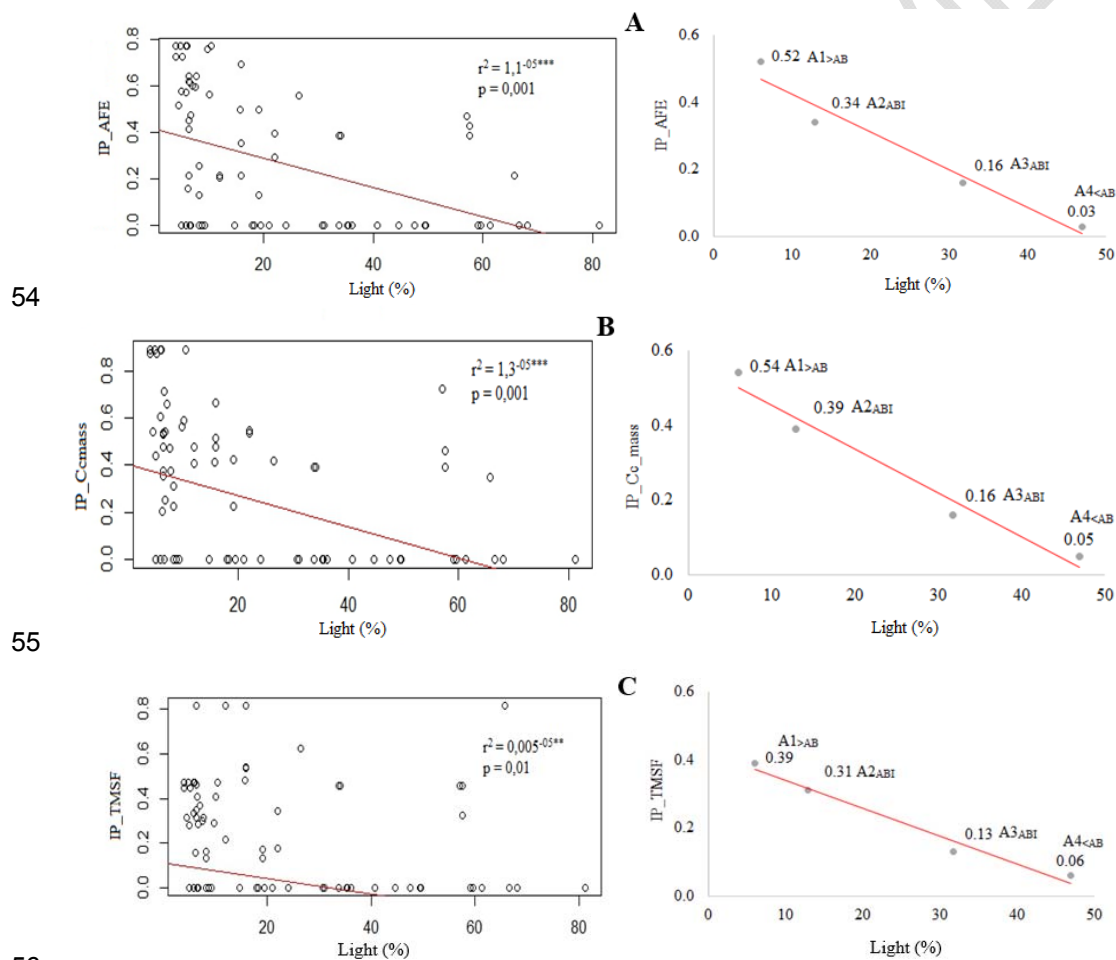 A
0.8
0.6
0.4
0.2
0.0
IP_AFE
r² = 1,1⁻⁰⁵***
p = 0,001
20 40 60 80
Light (%)
0.6
0.4
0.2
0.0
IP_AFE
0.52 A1>AB
0.34 A2ABI
0.16 A3ABI
A4<AB
0.03
0 10 20 30 40 50
Light (%)
54
B
0.8
0.6
0.4
0.2
0.0
IP_Ccmass
r² = 1,3⁻⁰⁵***
p = 0,001
20 40 60 80
Light (%)
0.6
0.4
0.2
0.0
IP_Cc_mass
0.54 A1>AB
0.39 A2ABI
0.16 A3ABI
A4<AB
0.05
0 10 20 30 40 50
Light (%)
55
C
0.8
0.6
0.4
0.2
0.0
IP_TMSF
r² = 0,005⁻⁰⁵**
p = 0,01
20 40 60 80
Light (%)
0.6
0.4
0.2
0.0
IP_TMSF
A1>AB
0.39
0.31 A2ABI
0.13 A3ABI
A4<AB
0.06
0 10 20 30 40 50
Light (%)